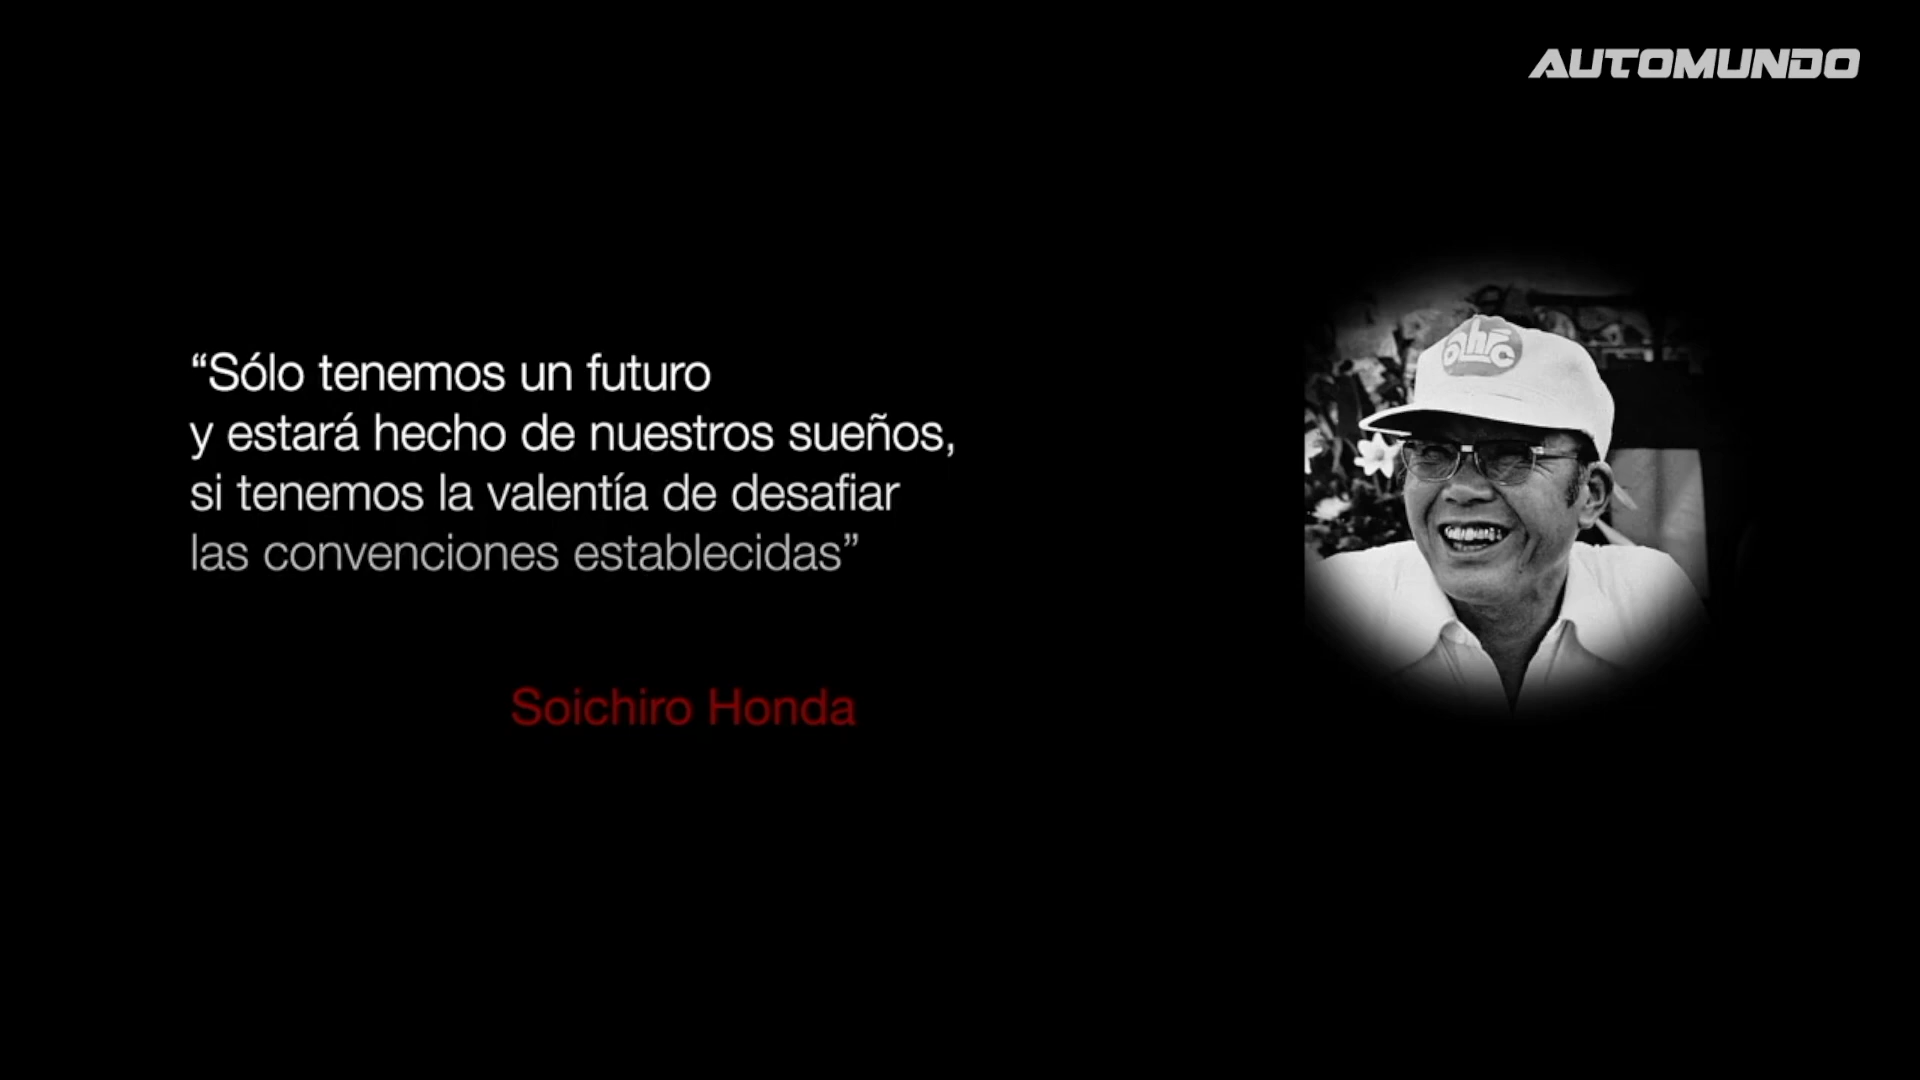 AUTOMUNDO
“Sólo tenemos un futuro
y estará hecho de nuestros sueños,
si tenemos la valentía de desafiar
las convenciones establecidas”
Soichiro Honda